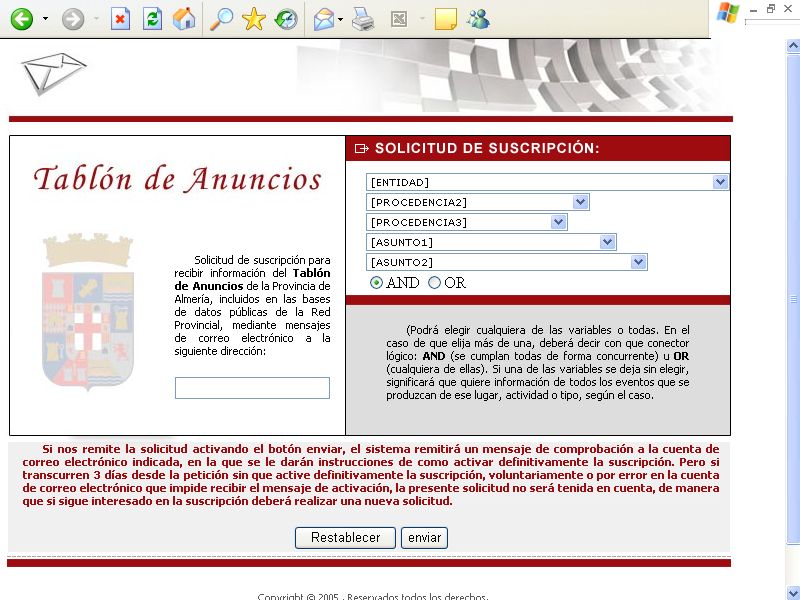 Tablón de Anuncios
Solicitud de suscripción para
recibir información del Tablón
de Anuncios de la Provincia de
Almería, incluidos en las bases
de datos públicas de la Red
Provincial, mediante mensajes
de correo electrónico a la
siguiente dirección:
SOLICITUD DE SUSCRIPCIÓN:
[ENTIDAD]
[PROCEDENCIA2]
[PROCEDENCIA3]
[ASUNTO1]
[ASUNTO2]
AND OR
(Podrá elegir cualquiera de las variables o todas. En el
caso de que elija más de una, deberá decir con que conector
lógico: AND (se cumplan todas de forma concurrente) u OR
(cualquiera de ellas). Si una de las variables se deja sin elegir,
significará que quiere información de todos los eventos que se
produzcan de ese lugar, actividad o tipo, según el caso.
Si nos remite la solicitud activando el botón enviar, el sistema remitirá un mensaje de comprobación a la cuenta de
correo electrónico indicada, en la que se le darán instrucciones de como activar definitivamente la suscripción. Pero si
transcurren 3 días desde la petición sin que active definitivamente la suscripción, voluntariamente o por error en la cuenta
de correo electrónico que impide recibir el mensaje de activación, la presente solicitud no será tenida en cuenta, de manera
que si sigue interesado en la suscripción deberá realizar una nueva solicitud.
Restablecer enviar
Copyright © 2005 . Reservados todos los derechos.